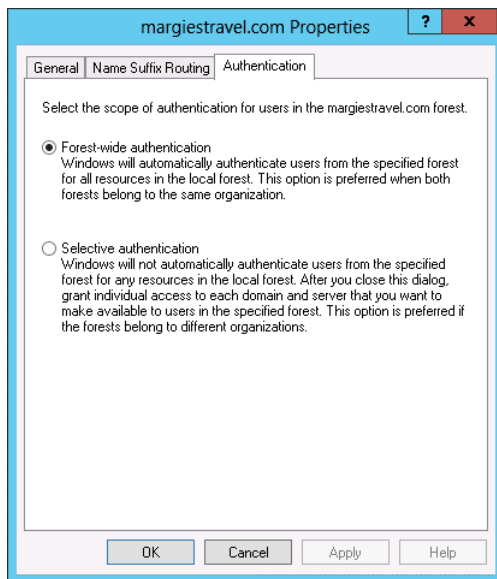 margiestravel.com Properties
?
x
General
Name Suffix Routing
Authentication
Select the scope of authentication for users in the margiestravel.com forest.
Forest-wide authentication
Windows will automatically authenticate users from the specified forest
for all resources in the local forest. This option is preferred when both
forests belong to the same organization.
Selective authentication
Windows will not automatically authenticate users from the specified
forest for any resources in the local forest. After you close this dialog,
grant individual access to each domain and server that you want to
make available to users in the specified forest. This option is preferred if
the forests belong to different organizations.
OK
Cancel
Apply
Help